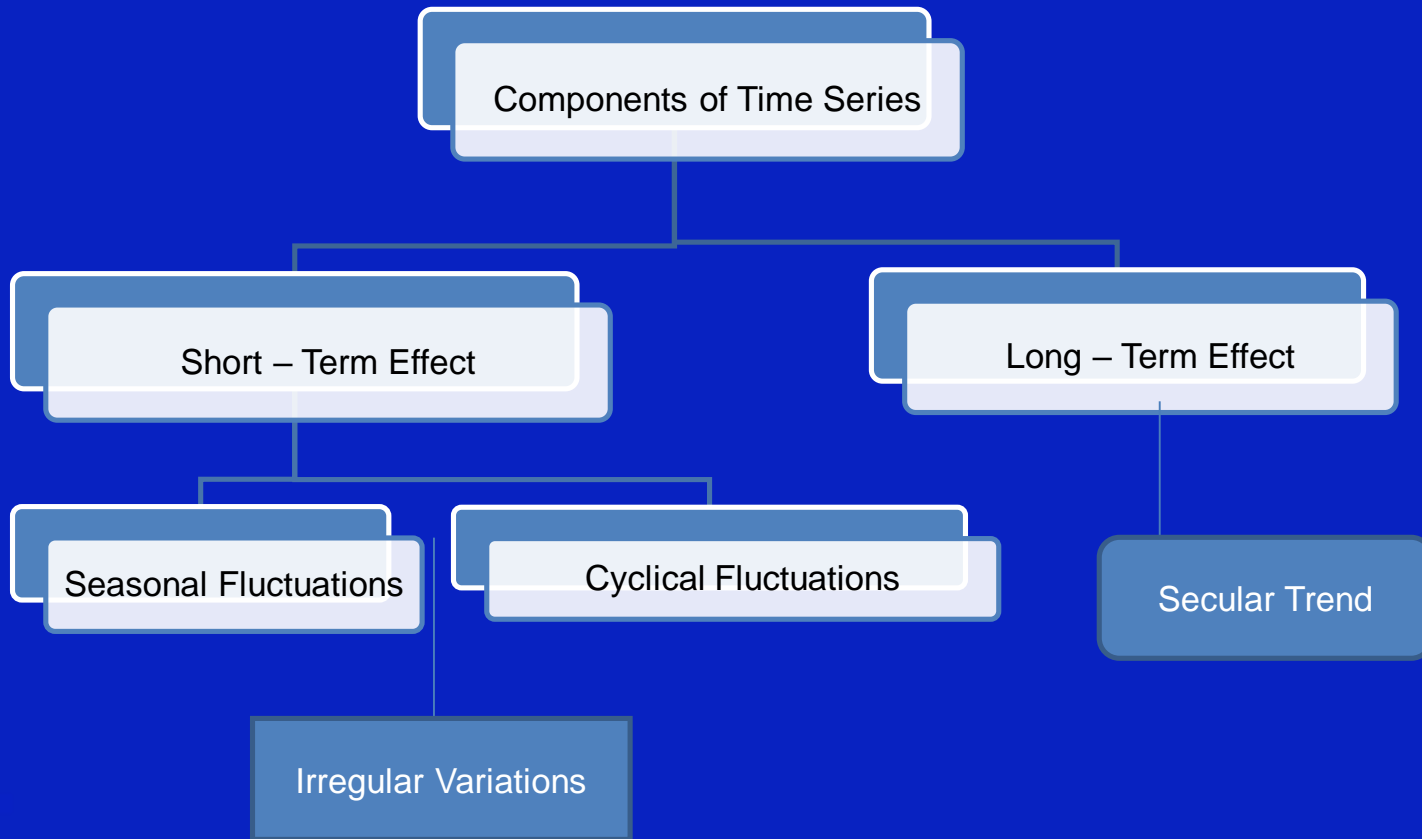 Components of Time Series
Short – Term Effect
Long – Term Effect
Seasonal Fluctuations
Cyclical Fluctuations
Secular Trend
Irregular Variations